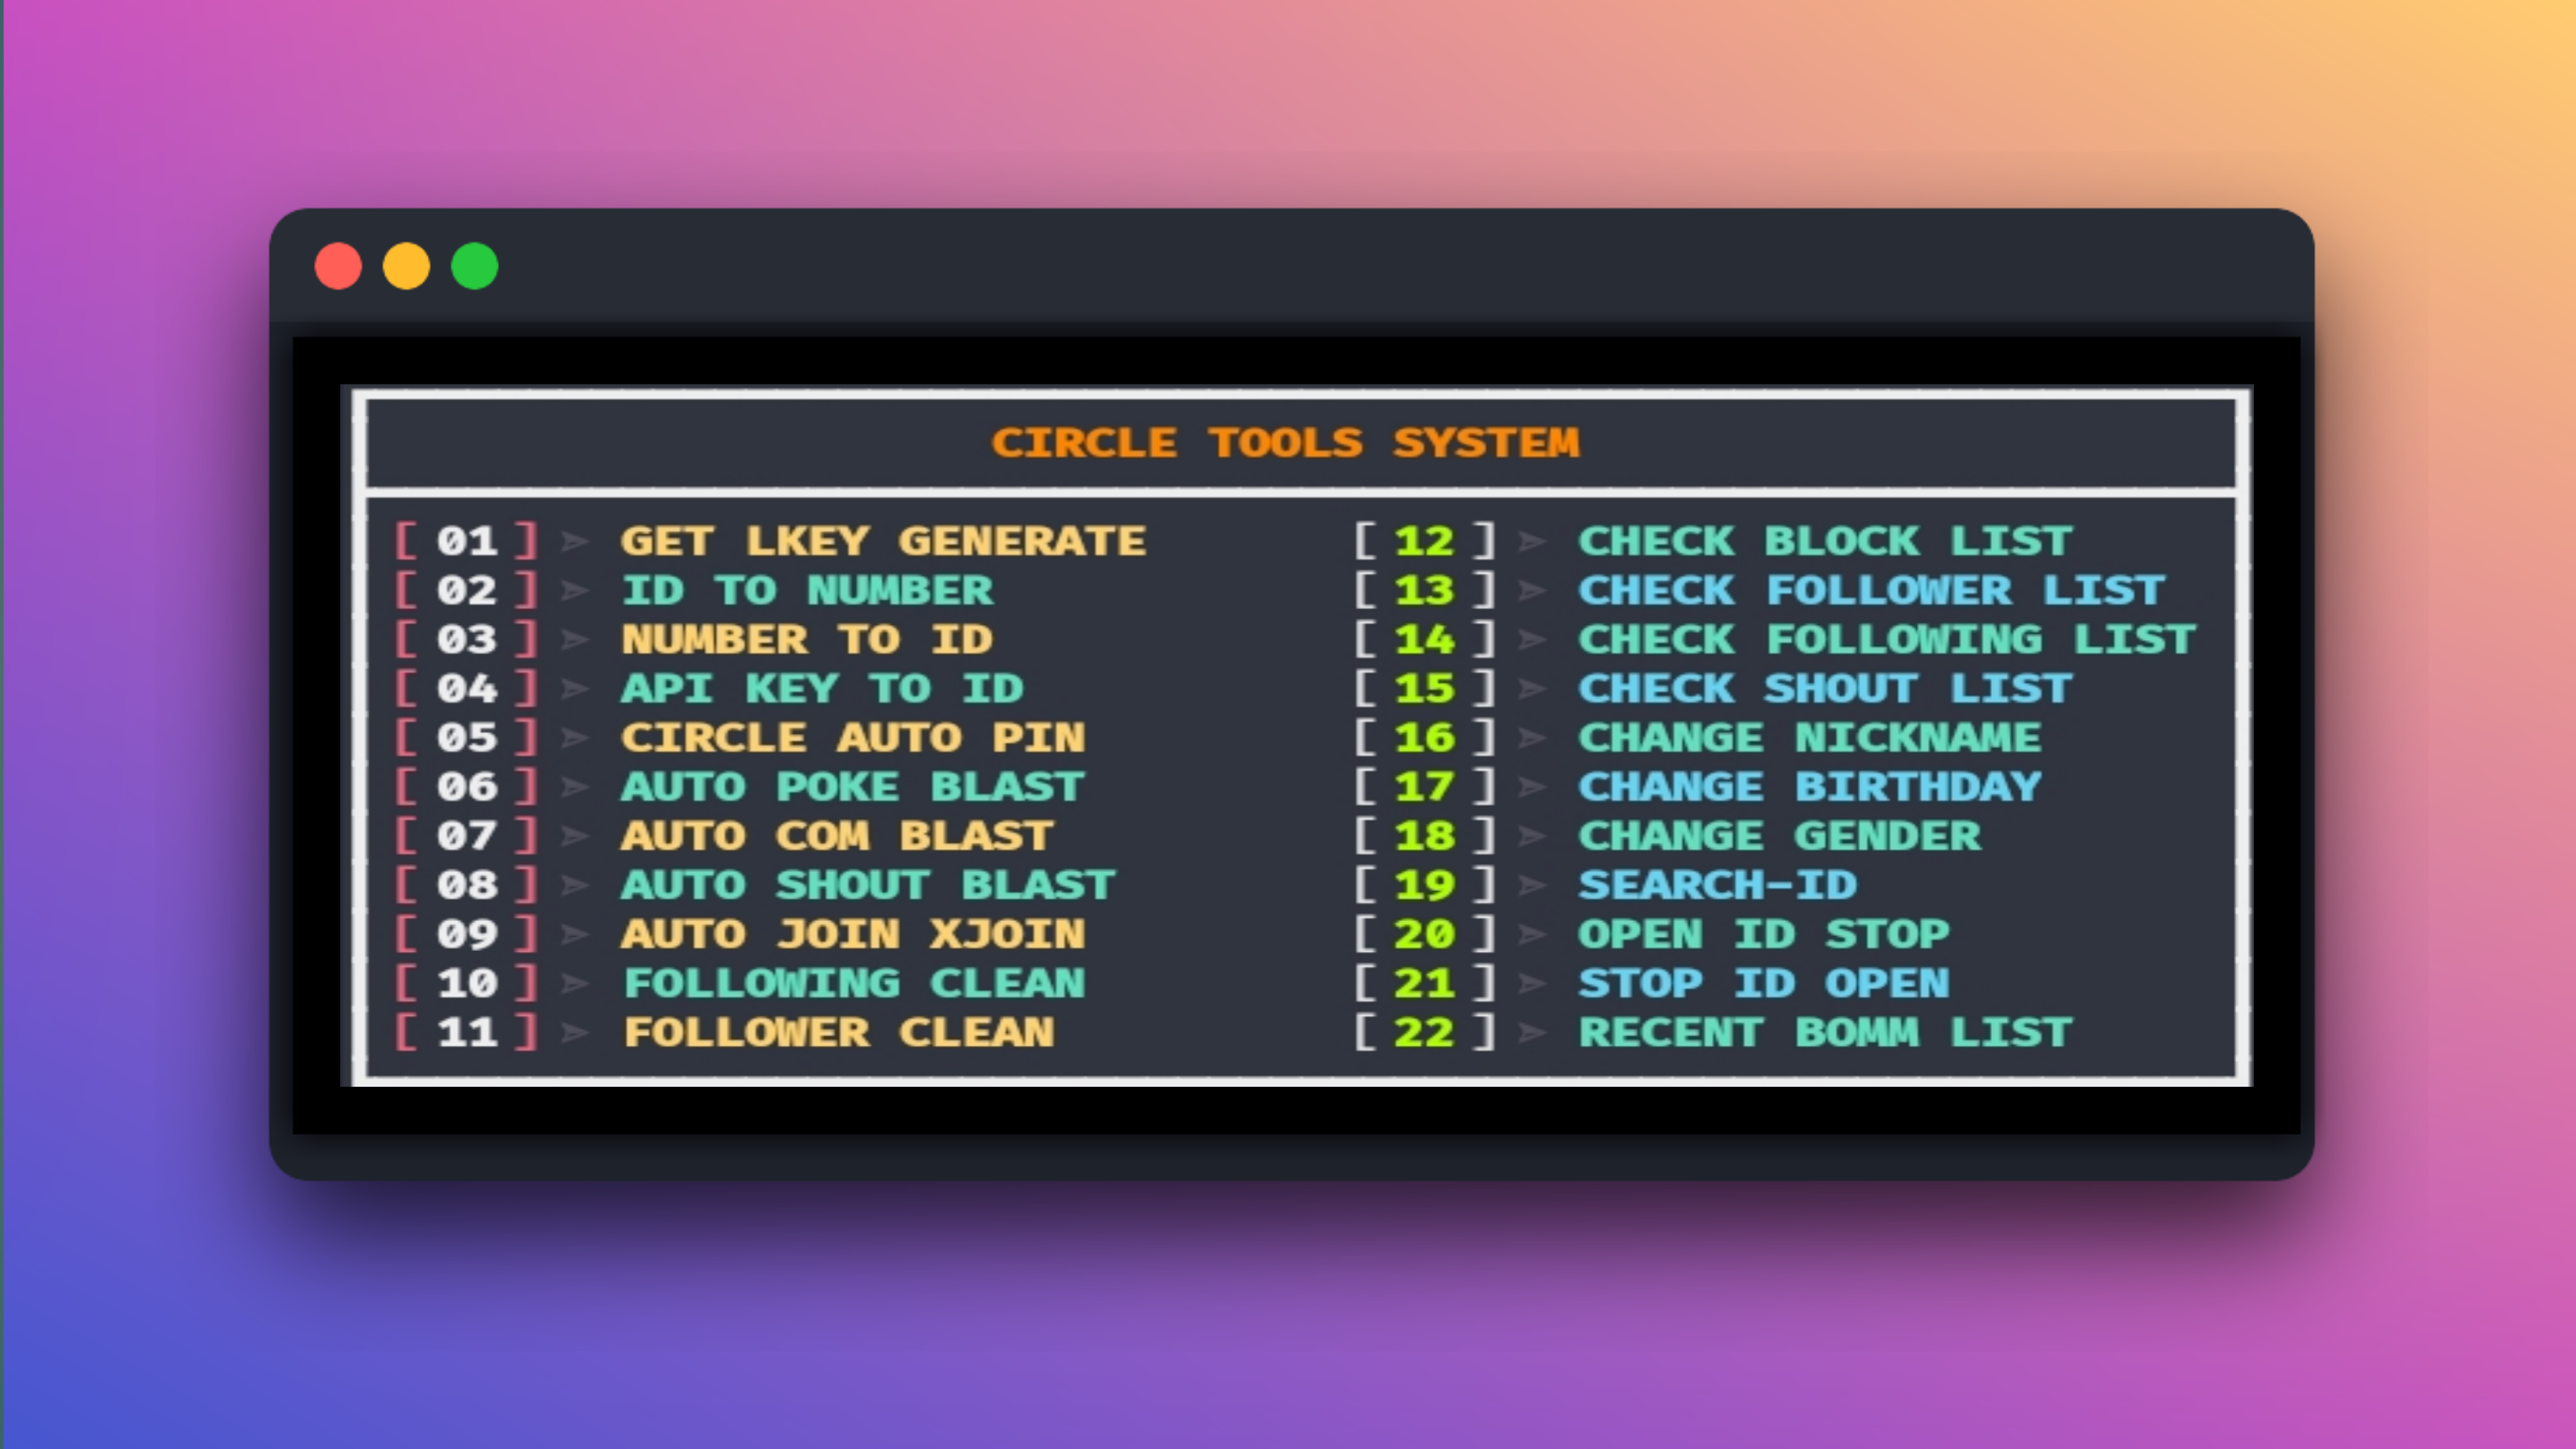 CIRCLE TOOLS SYSTEM
[ 01 ] ➤ GET LKEY GENERATE [ 12 ] ➤ CHECK BLOCK LIST
[ 02 ] ➤ ID TO NUMBER [ 13 ] ➤ CHECK FOLLOWER LIST
[ 03 ] ➤ NUMBER TO ID [ 14 ] ➤ CHECK FOLLOWING LIST
[ 04 ] ➤ API KEY TO ID [ 15 ] ➤ CHECK SHOUT LIST
[ 05 ] ➤ CIRCLE AUTO PIN [ 16 ] ➤ CHANGE NICKNAME
[ 06 ] ➤ AUTO POKE BLAST [ 17 ] ➤ CHANGE BIRTHDAY
[ 07 ] ➤ AUTO COM BLAST [ 18 ] ➤ CHANGE GENDER
[ 08 ] ➤ AUTO SHOUT BLAST [ 19 ] ➤ SEARCH-ID
[ 09 ] ➤ AUTO JOIN XJOIN [ 20 ] ➤ OPEN ID STOP
[ 10 ] ➤ FOLLOWING CLEAN [ 21 ] ➤ STOP ID OPEN
[ 11 ] ➤ FOLLOWER CLEAN [ 22 ] ➤ RECENT BOMM LIST